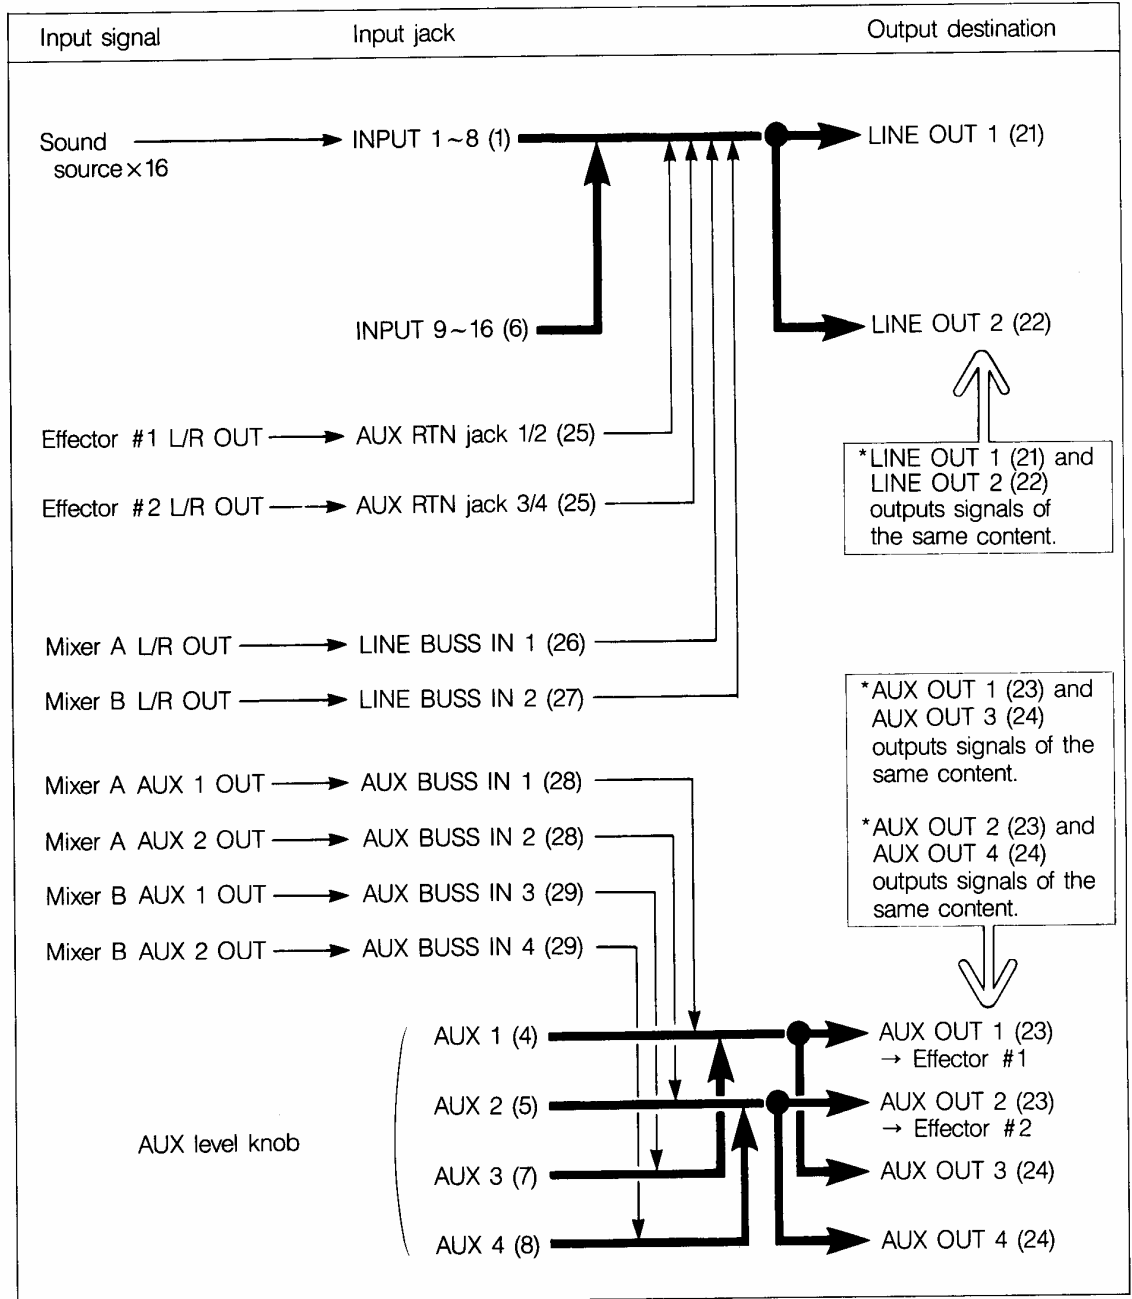 Input signal
Input jack
Output destination
Sound
source×16
INPUT 1~8 (1)
LINE OUT 1 (21)
INPUT 9~16 (6)
LINE OUT 2 (22)
Effector #1 L/R OUT
AUX RTN jack 1/2 (25)
Effector #2 L/R OUT
AUX RTN jack 3/4 (25)
*LINE OUT 1 (21) and
LINE OUT 2 (22)
outputs signals of
the same content.
Mixer A L/R OUT
LINE BUSS IN 1 (26)
Mixer B L/R OUT
LINE BUSS IN 2 (27)
Mixer A AUX 1 OUT
AUX BUSS IN 1 (28)
Mixer A AUX 2 OUT
AUX BUSS IN 2 (28)
Mixer B AUX 1 OUT
AUX BUSS IN 3 (29)
Mixer B AUX 2 OUT
AUX BUSS IN 4 (29)
*AUX OUT 1 (23) and
AUX OUT 3 (24)
outputs signals of the
same content.
*AUX OUT 2 (23) and
AUX OUT 4 (24)
outputs signals of the
same content.
AUX level knob
AUX 1 (4)
AUX OUT 1 (23)
→ Effector #1
AUX 2 (5)
AUX OUT 2 (23)
→ Effector #2
AUX 3 (7)
AUX OUT 3 (24)
AUX 4 (8)
AUX OUT 4 (24)